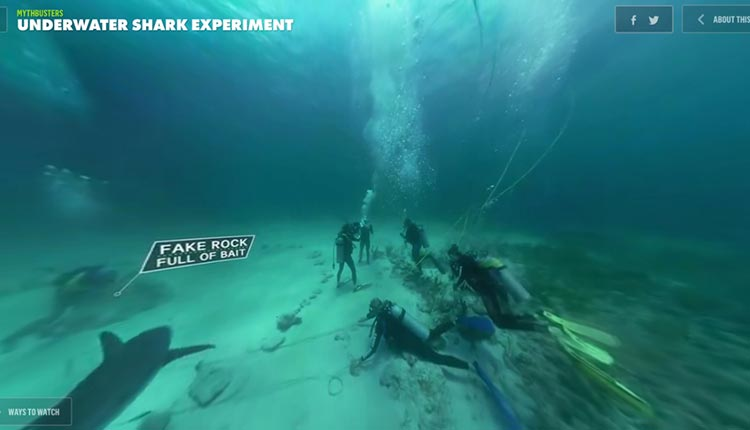 MYTHBUSTERS
UNDERWATER SHARK EXPERIMENT
ABOUT THIS
FAKE ROCK
FULL OF BAIT
WAYS TO WATCH